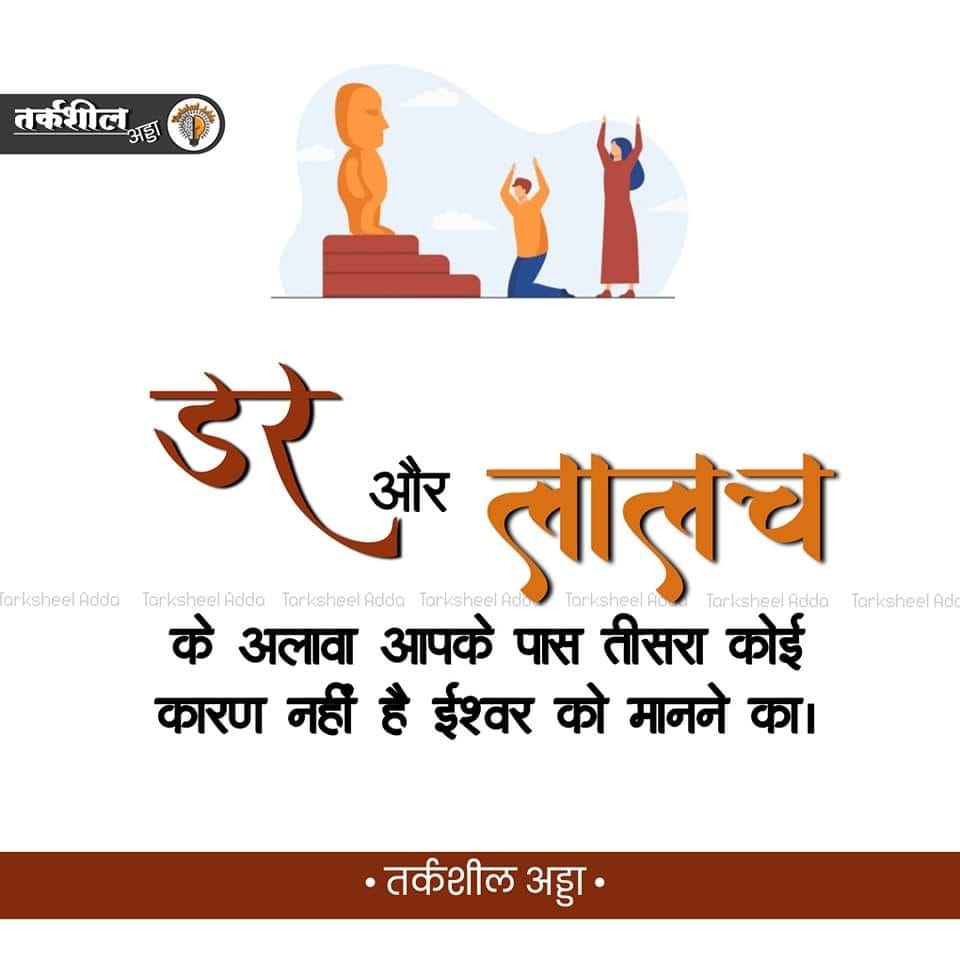 तर्कशील
अड्डा
डर और लालच
Tarksheel Adda Tarksheel Adda Tarksheel Adda Tarksheel Adda Tarksheel Adda Tarksheel Adda Tarksheel Add
के अलावा आपके पास तीसरा कोई
कारण नहीं है ईश्वर को मानने का।
• तर्कशील अड्डा •